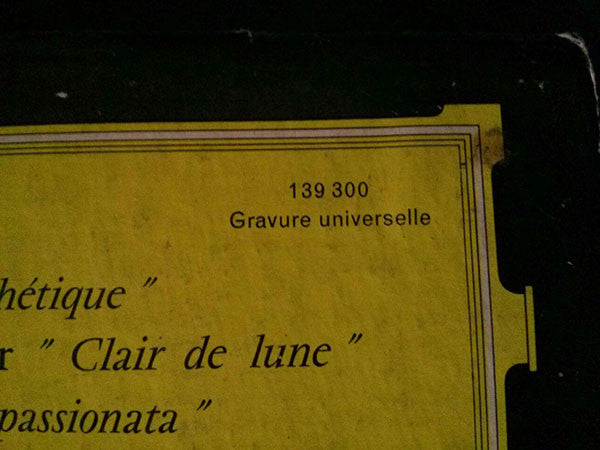 139 300
Gravure universelle
hétique "
r " Clair de lune "
passionata "